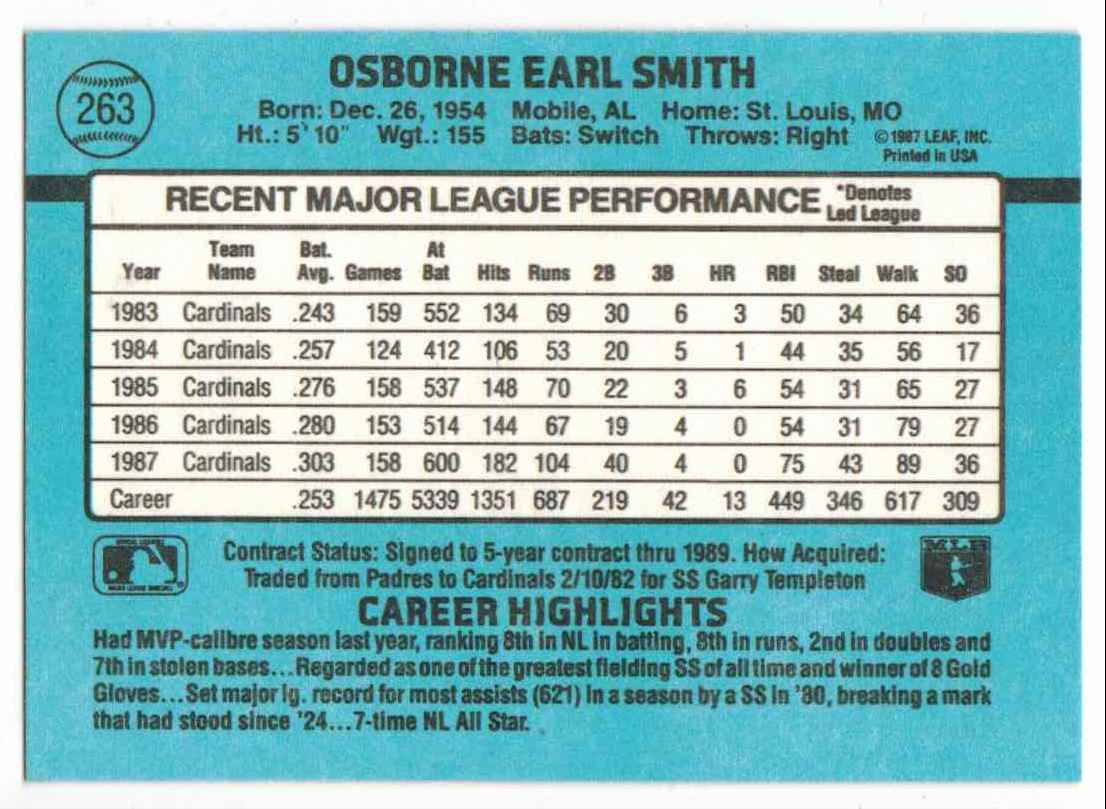 263
OSBORNE EARL SMITH
Born: Dec. 26, 1954 Mobile, AL Home: St. Louis, MO
Ht.: 5'10" Wgt.: 155 Bats: Switch Throws: Right © 1987 LEAF, INC.
Printed in USA
RECENT MAJOR LEAGUE PERFORMANCE *Denotes Led League
Year Team Name Bat. Avg. Games At Bat Hits Runs 2B 3B HR RBI Steal Walk SO
1983 Cardinals .243 159 552 134 69 30 6 3 50 34 64 36
1984 Cardinals .257 124 412 106 53 20 5 1 44 35 56 17
1985 Cardinals .276 158 537 148 70 22 3 6 54 31 65 27
1986 Cardinals .280 153 514 144 67 19 4 0 54 31 79 27
1987 Cardinals .303 158 600 182 104 40 4 0 75 43 89 36
Career .253 1475 5339 1351 687 219 42 13 449 346 617 309
Contract Status: Signed to 5-year contract thru 1989. How Acquired:
Traded from Padres to Cardinals 2/10/82 for SS Garry Templeton
MLB
CAREER HIGHLIGHTS
Had MVP-calibre season last year, ranking 8th in NL in batting, 8th in runs, 2nd in doubles and
7th in stolen bases...Regarded as one of the greatest fielding SS of all time and winner of 8 Gold
Gloves...Set major lg. record for most assists (621) in a season by a SS in '80, breaking a mark
that had stood since '24...7-time NL All Star.